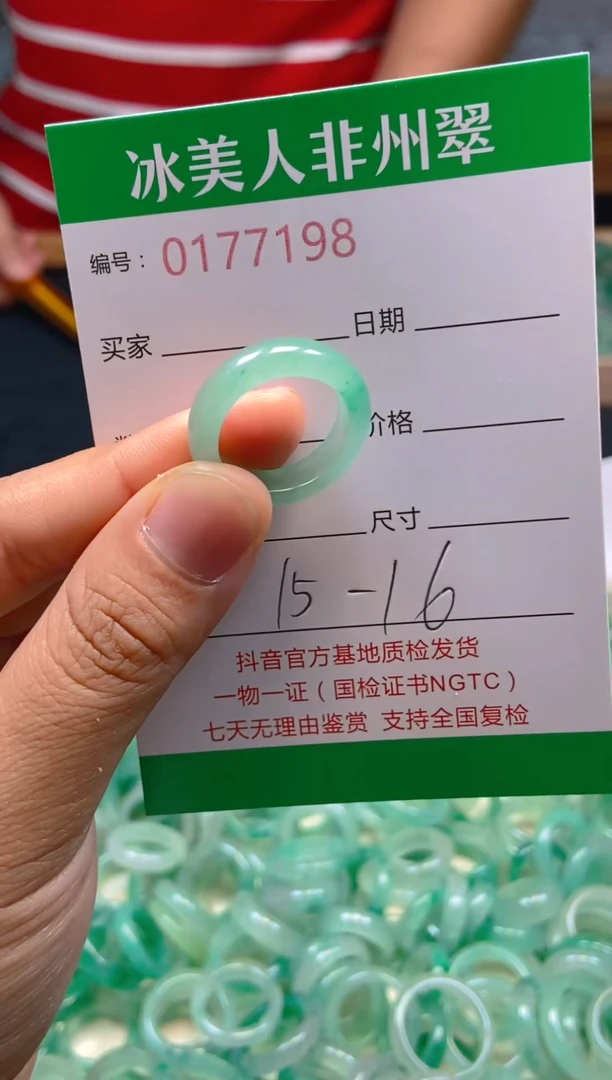 冰美人非州翠
编号：0177198
买家 日期
价格
尺寸
15-16
抖音官方基地质检发货
一物一证（国检证书NGTC）
七天无理由鉴赏 支持全国复检